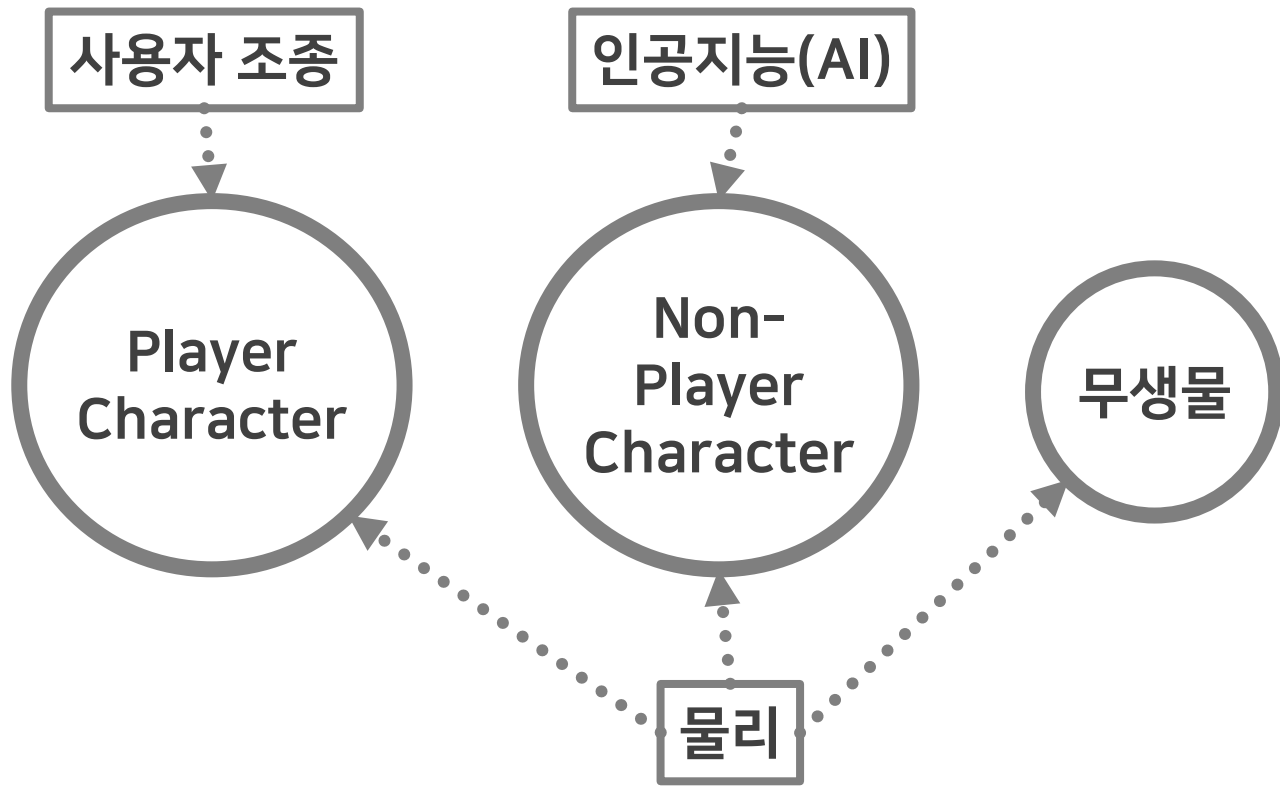 사용자 조종
인공지능(AI)
Player
Character
Non-
Player
Character
무생물
물리